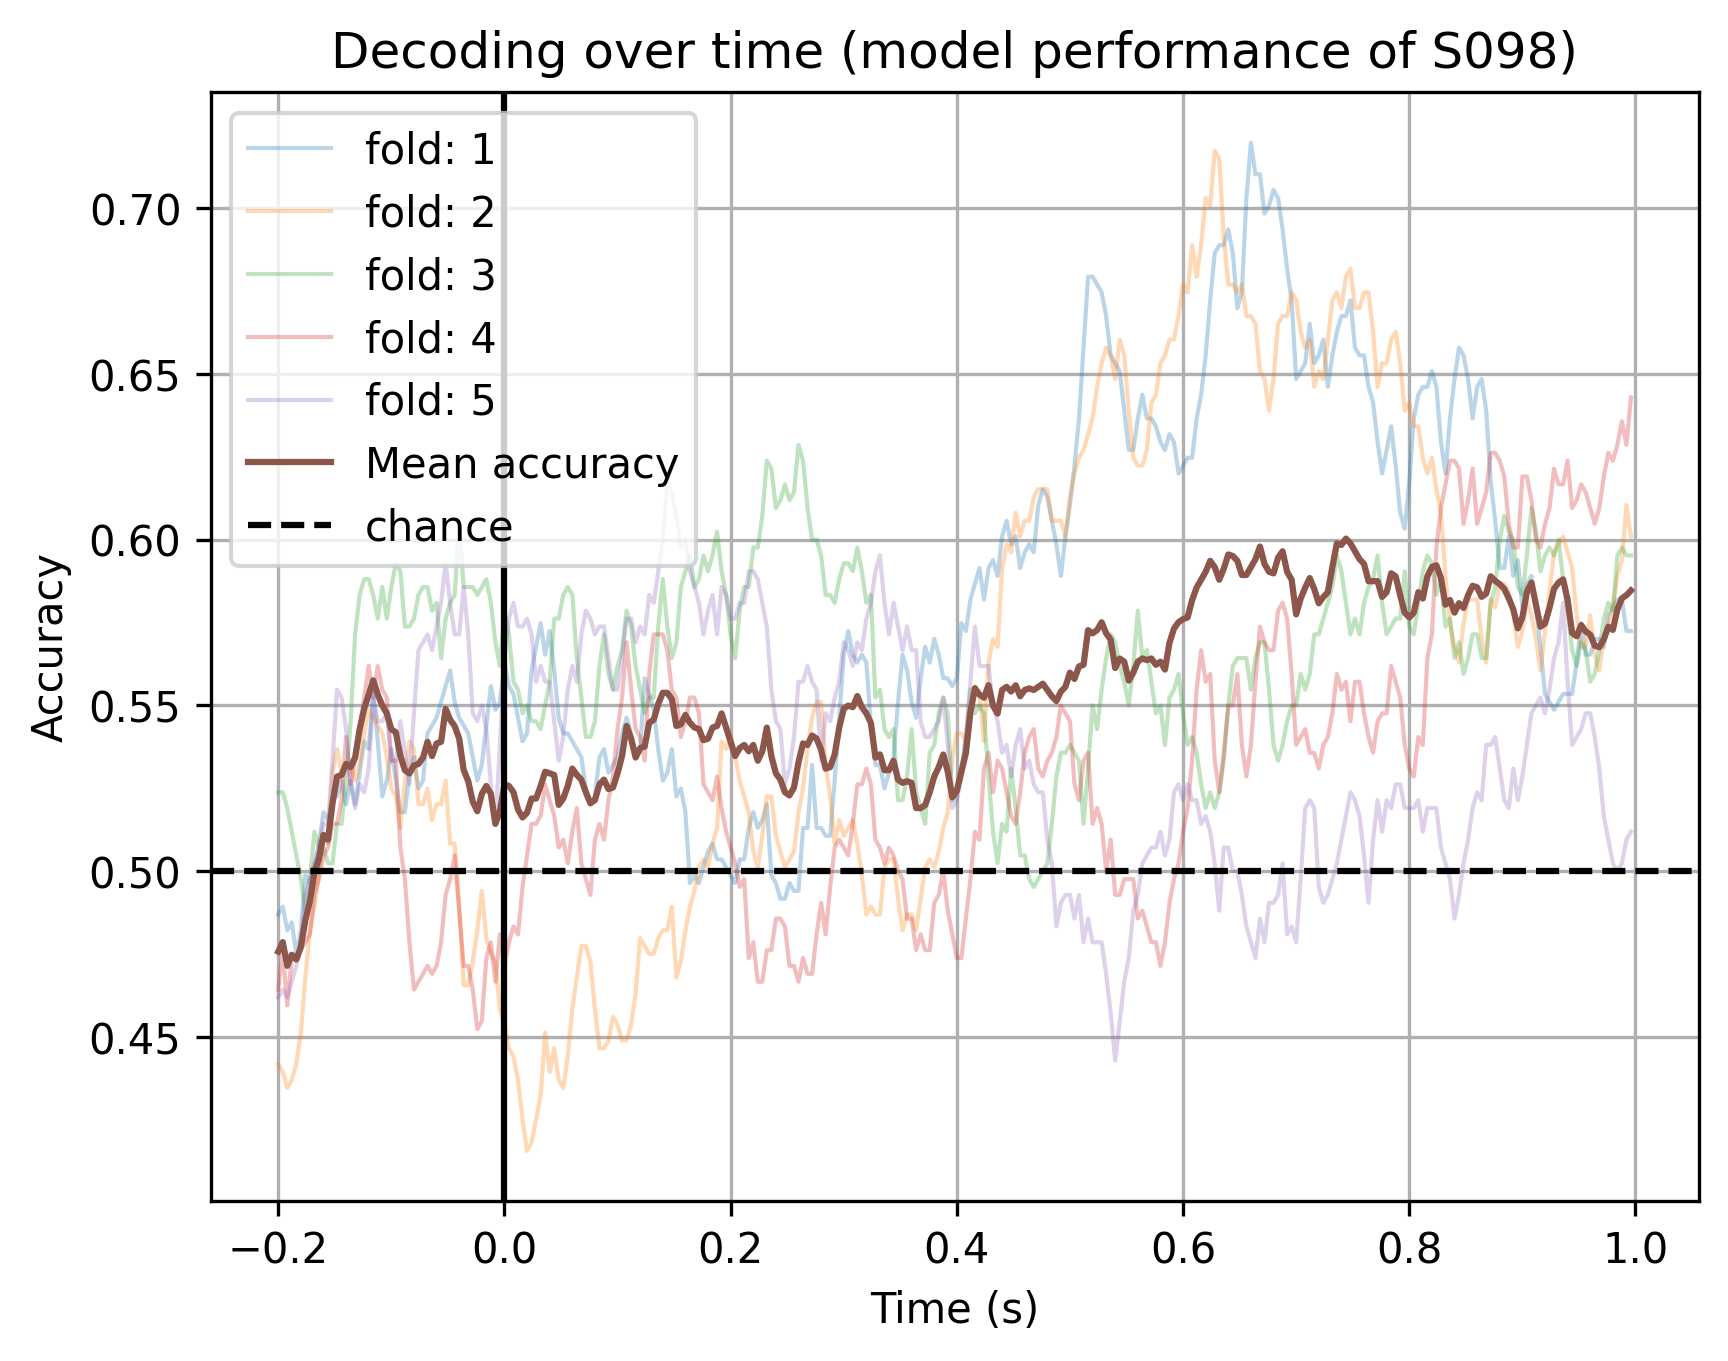 Decoding over time (model performance of S098)
fold: 1
fold: 2
fold: 3
fold: 4
fold: 5
Mean accuracy
chance
Accuracy
0.70
0.65
0.60
0.55
0.50
0.45
−0.2 0.0 0.2 0.4 0.6 0.8 1.0
Time (s)